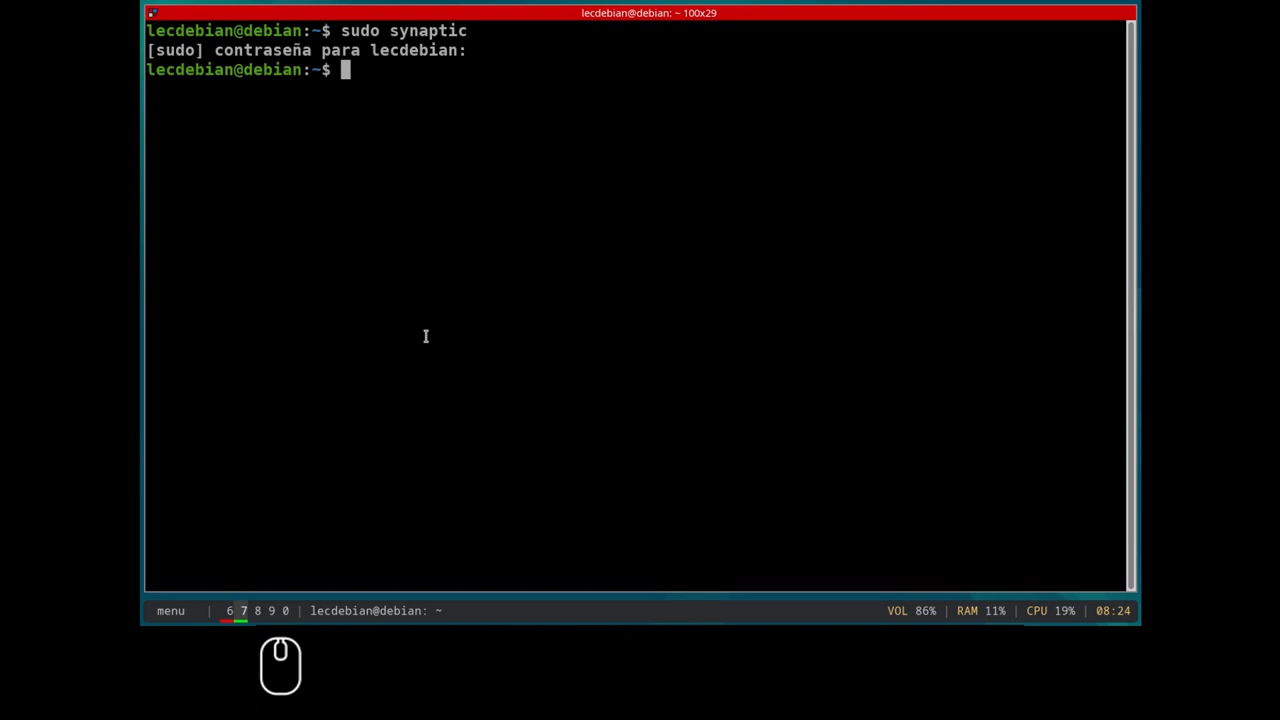 lecdebian@debian: ~ 100x29
lecdebian@debian:~$ sudo synaptic
[sudo] contraseña para lecdebian:
lecdebian@debian:~$
menu | 6 7 8 9 0 | lecdebian@debian: ~ VOL 86% | RAM 11% | CPU 19% | 08:24